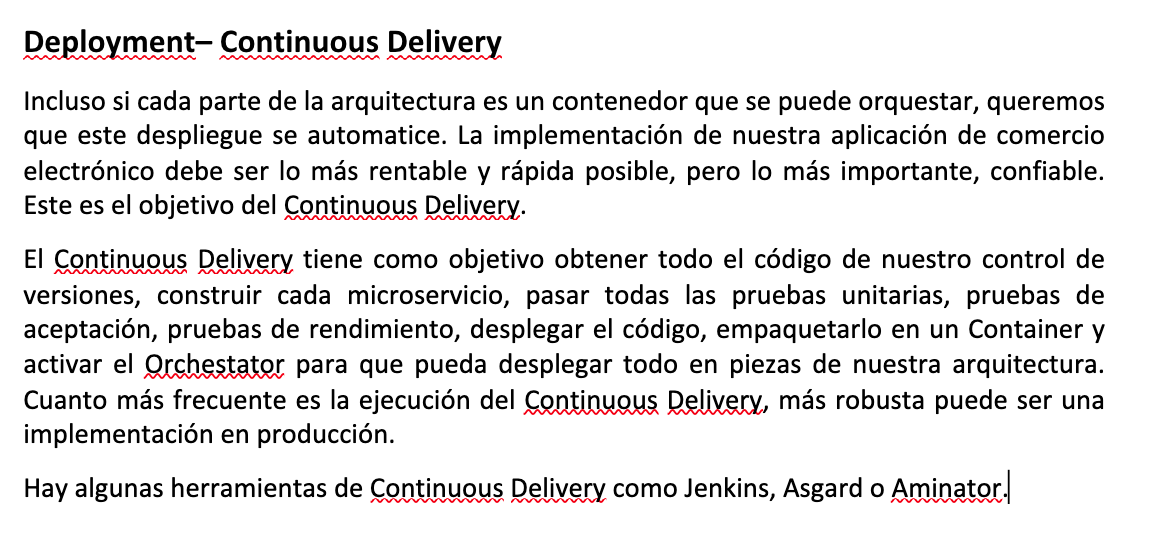 Deployment– Continuous Delivery
Incluso si cada parte de la arquitectura es un contenedor que se puede orquestar, queremos
que este despliegue se automatice. La implementación de nuestra aplicación de comercio
electrónico debe ser lo más rentable y rápida posible, pero lo más importante, confiable.
Este es el objetivo del Continuous Delivery.
El Continuous Delivery tiene como objetivo obtener todo el código de nuestro control de
versiones, construir cada microservicio, pasar todas las pruebas unitarias, pruebas de
aceptación, pruebas de rendimiento, desplegar el código, empaquetarlo en un Container y
activar el Orchestator para que pueda desplegar todo en piezas de nuestra arquitectura.
Cuanto más frecuente es la ejecución del Continuous Delivery, más robusta puede ser una
implementación en producción.
Hay algunas herramientas de Continuous Delivery como Jenkins, Asgard o Aminator.